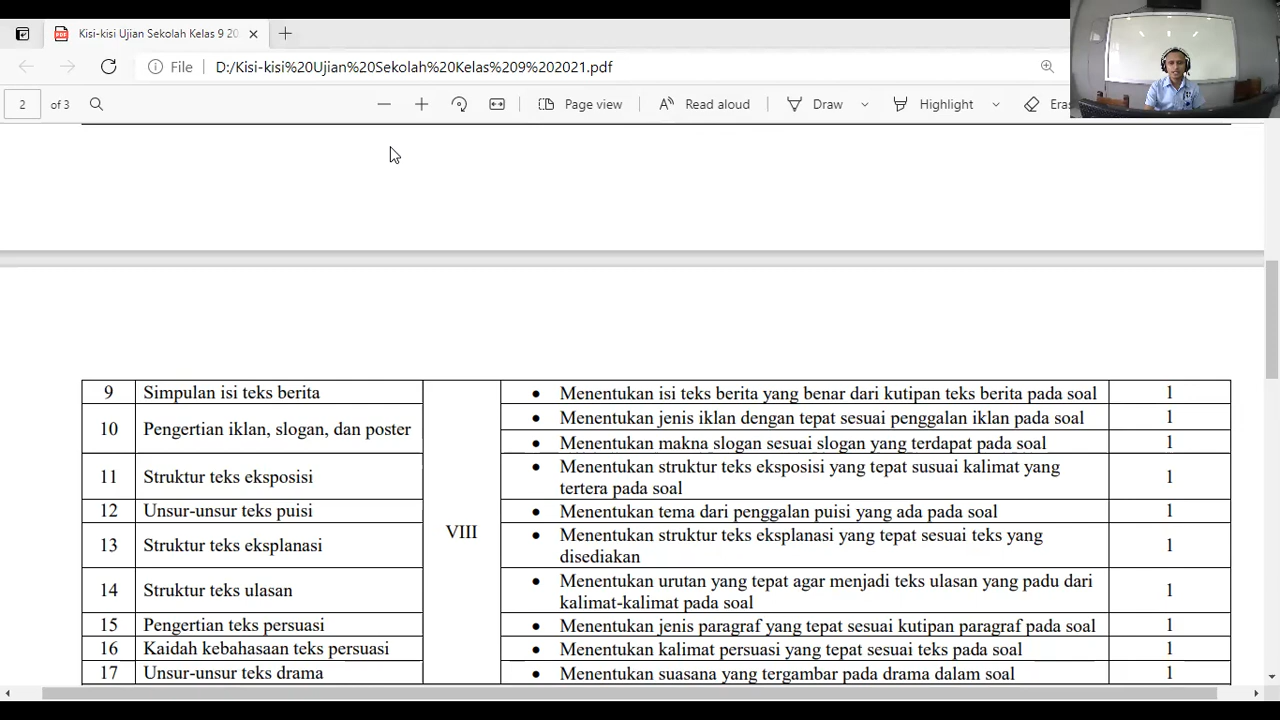 Kisi-kisi Ujian Sekolah Kelas 9 20
File D:/Kisi-kisi%20Ujian%20Sekolah%20Kelas%209%202021.pdf
2 of 3 Page view Read aloud Draw Highlight Eras
9 Simpulan isi teks berita • Menentukan isi teks berita yang benar dari kutipan teks berita pada soal 1
10 Pengertian iklan, slogan, dan poster • Menentukan jenis iklan dengan tepat sesuai penggalan iklan pada soal 1
• Menentukan makna slogan sesuai slogan yang terdapat pada soal 1
11 Struktur teks eksposisi • Menentukan struktur teks eksposisi yang tepat susuai kalimat yang
tertera pada soal 1
12 Unsur-unsur teks puisi • Menentukan tema dari penggalan puisi yang ada pada soal 1
VIII
13 Struktur teks eksplanasi • Menentukan struktur teks eksplanasi yang tepat sesuai teks yang
disediakan 1
14 Struktur teks ulasan • Menentukan urutan yang tepat agar menjadi teks ulasan yang padu dari
kalimat-kalimat pada soal 1
15 Pengertian teks persuasi • Menentukan jenis paragraf yang tepat sesuai kutipan paragraf pada soal 1
16 Kaidah kebahasaan teks persuasi • Menentukan kalimat persuasi yang tepat sesuai teks pada soal 1
17 Unsur-unsur teks drama • Menentukan suasana yang tergambar pada drama dalam soal 1